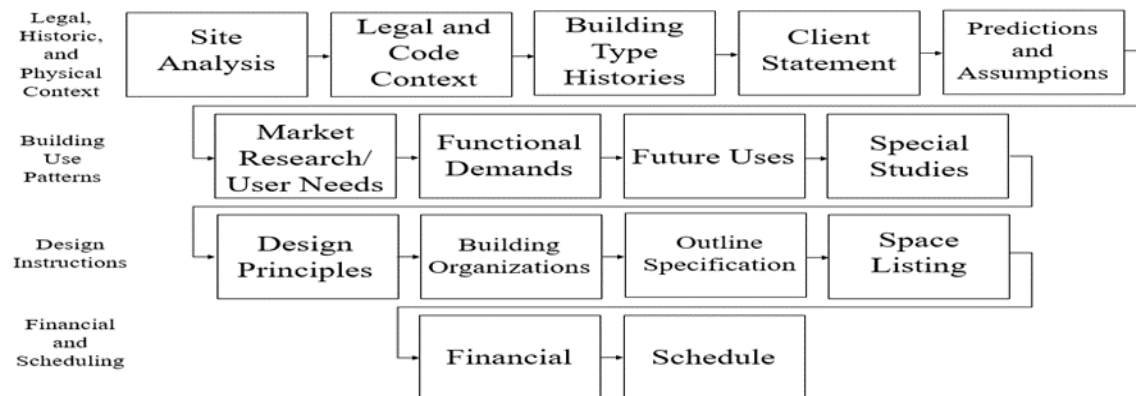 Legal,
Historic,
and
Physical
Context
Site
Analysis
Legal and
Code
Context
Building
Type
Histories
Client
Statement
Predictions
and
Assumptions
Building
Use
Patterns
Market
Research/
User Needs
Functional
Demands
Future Uses
Special
Studies
Design
Instructions
Design
Principles
Building
Organizations
Outline
Specification
Space
Listing
Financial
and
Scheduling
Financial
Schedule